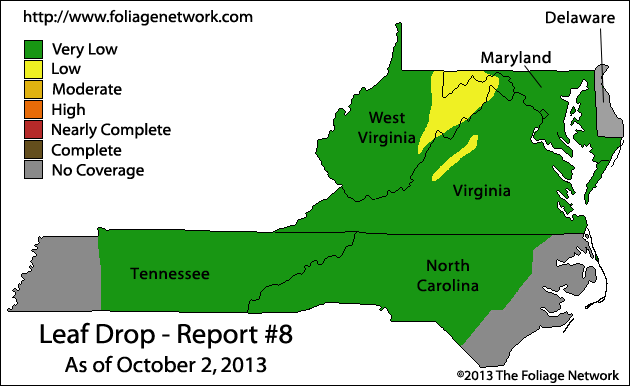 http://www.foliagenetwork.com
Delaware
Very Low
Low
Moderate
High
Nearly Complete
Complete
No Coverage
Maryland
West
Virginia
Virginia
Tennessee
North
Carolina
Leaf Drop - Report #8
As of October 2, 2013
©2013 The Foliage Network